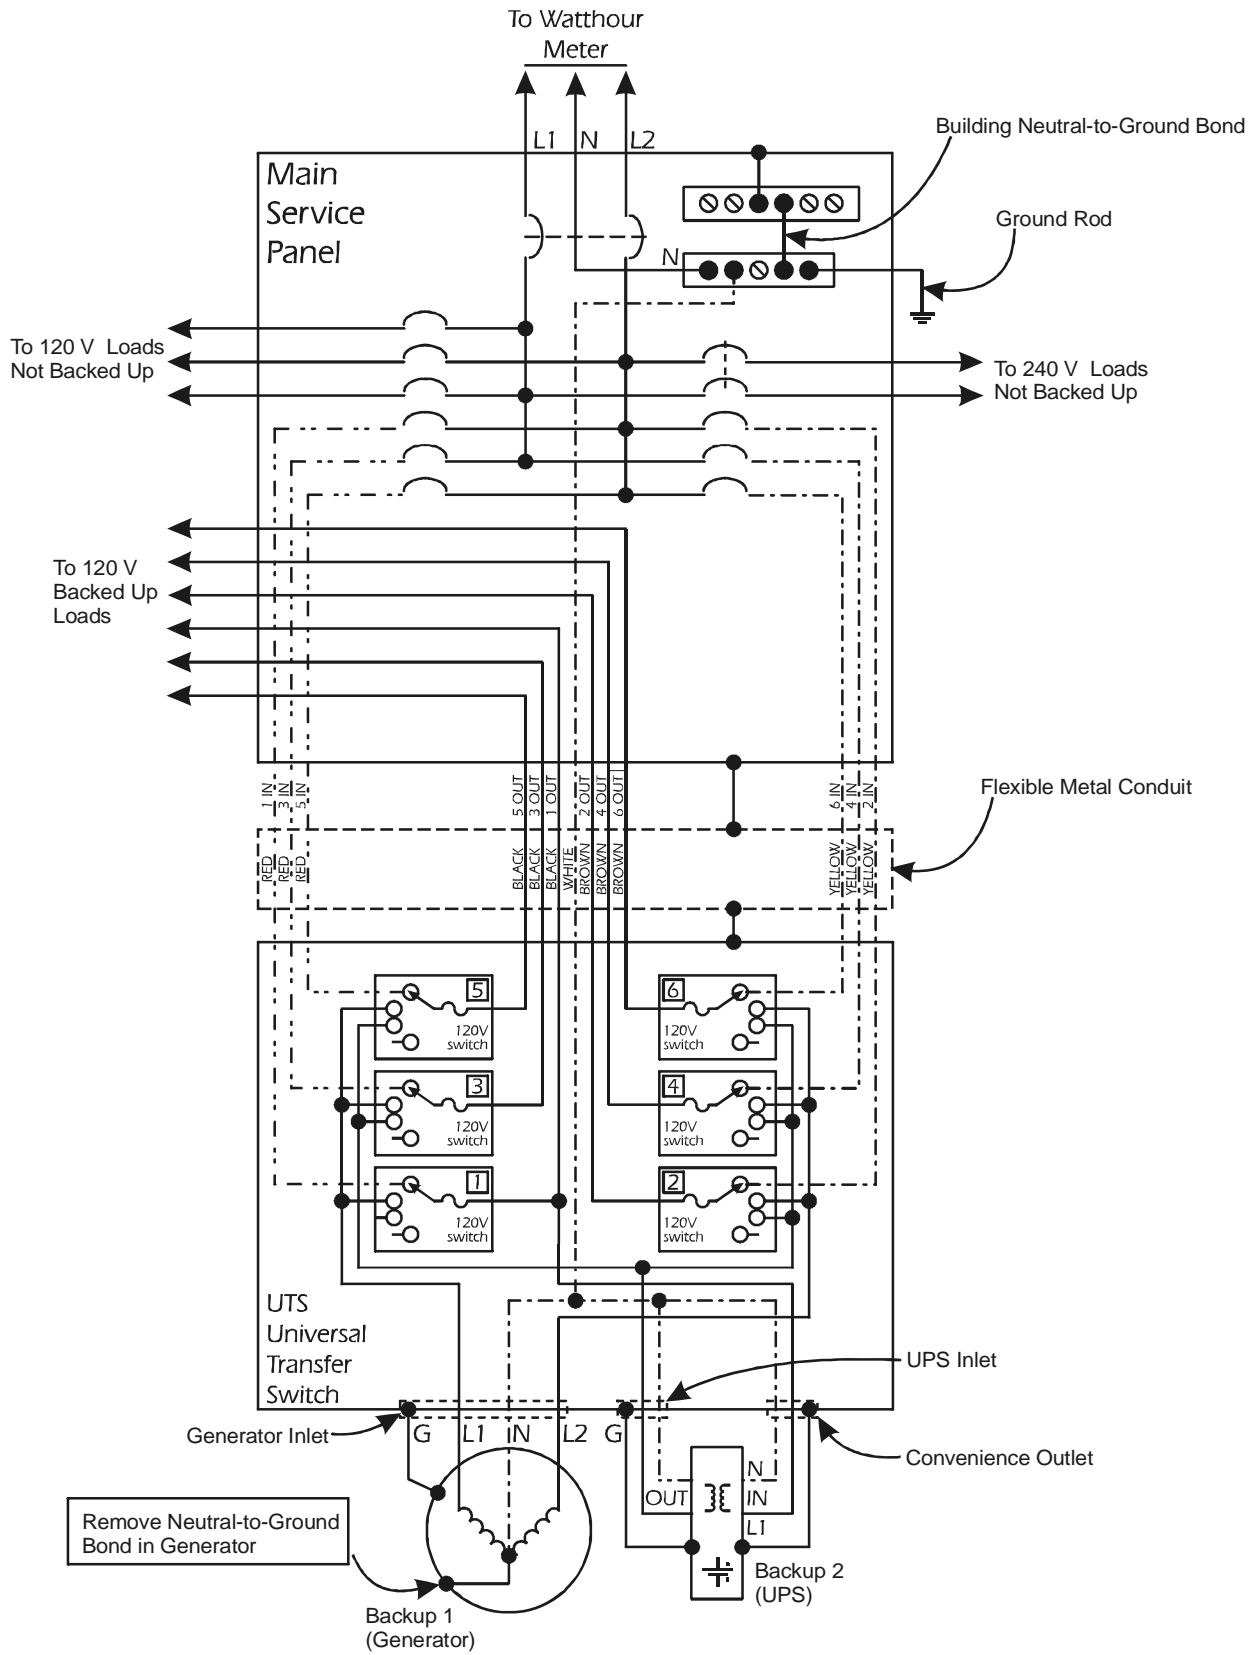 To Watthour
Meter
L1
N
L2
Building Neutral-to-Ground Bond
Main
Service
Panel
Ground Rod
N
To 120 V Loads
Not Backed Up
To 240 V Loads
Not Backed Up
To 120 V
Backed Up
Loads
1 IN
3 IN
5 IN
5 OUT
3 OUT
1 OUT
2 OUT
4 OUT
6 OUT
6 IN
4 IN
2 IN
Flexible Metal Conduit
RED
RED
RED
BLACK
BLACK
BLACK
WHITE
BROWN
BROWN
BROWN
YELLOW
YELLOW
YELLOW
5
120V
switch
6
120V
switch
3
120V
switch
4
120V
switch
1
120V
switch
2
120V
switch
UTS
Universal
Transfer
Switch
UPS Inlet
Generator Inlet
G
L1
N
L2
G
Convenience Outlet
N
OUT
IN
L1
Remove Neutral-to-Ground
Bond in Generator
Backup 2
(UPS)
Backup 1
(Generator)